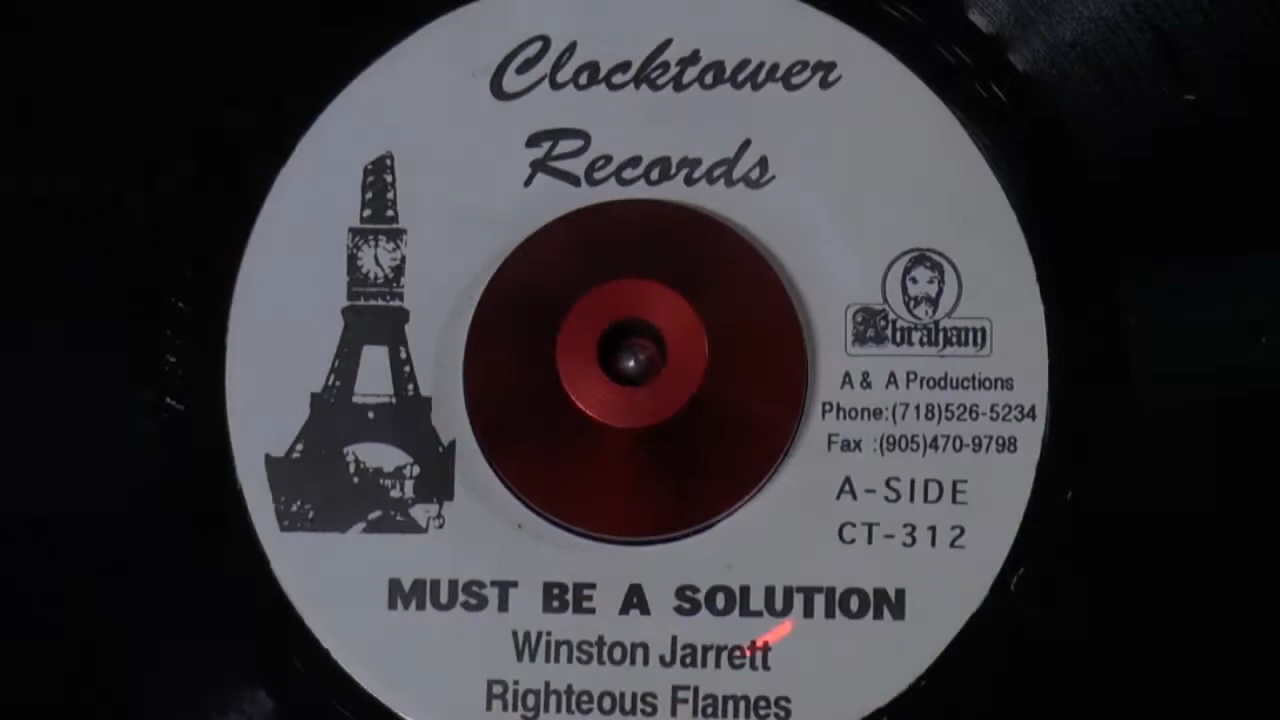 Clocktower
Records
Abraham
A & A Productions
Phone:(718)526-5234
Fax :(905)470-9798
A-SIDE
CT-312
MUST BE A SOLUTION
Winston Jarrett
Righteous Flames